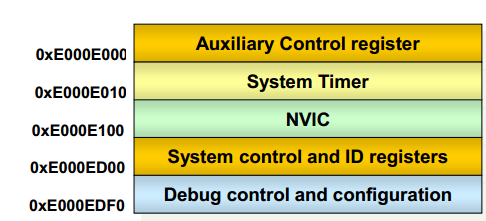 Auxiliary Control register
0xE000E000
System Timer
0xE000E010
NVIC
0xE000E100
System control and ID registers
0xE000ED00
Debug control and configuration
0xE000EDF0